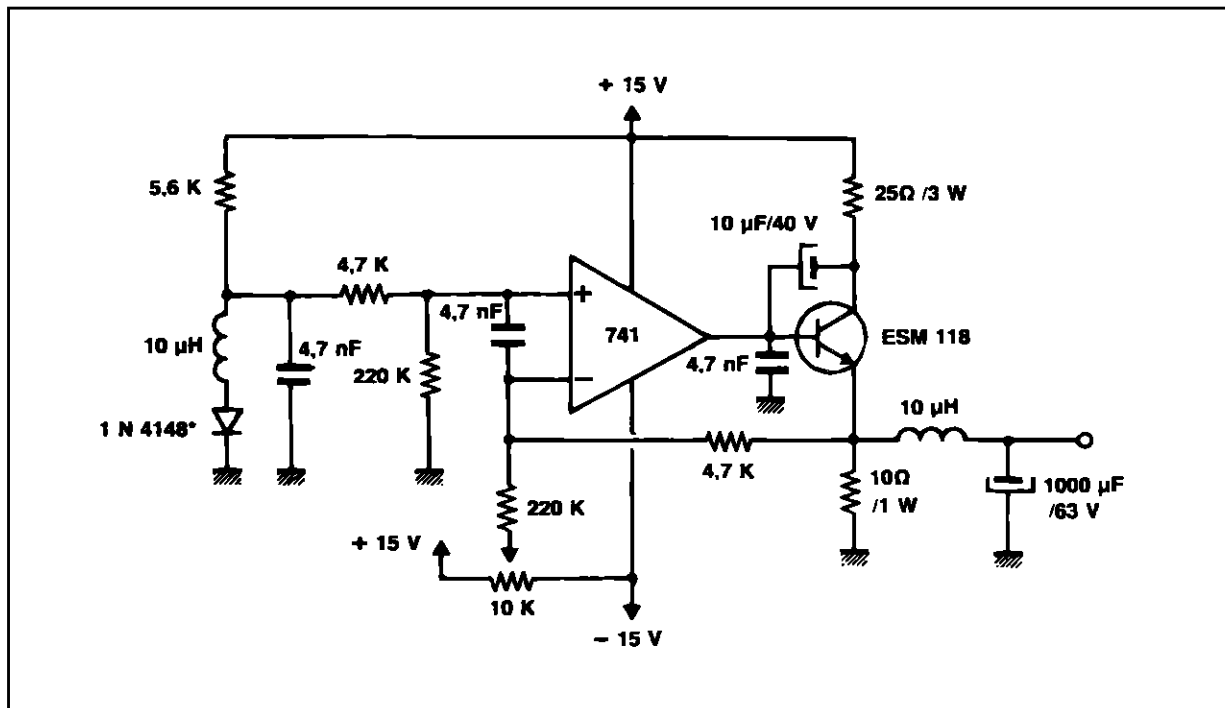 + 15 V
5,6 K
25Ω /3 W
10 µF/40 V
4,7 K
+
4,7 nF
741
ESM 118
10 µH
4,7 nF
220 K
−
4,7 nF
1 N 4148*
10 µH
4,7 K
10Ω
/1 W
1000 µF
/63 V
220 K
+ 15 V
10 K
− 15 V